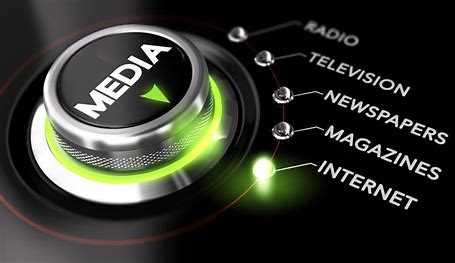 MEDIA
RADIO
TELEVISION
NEWSPAPERS
MAGAZINES
INTERNET